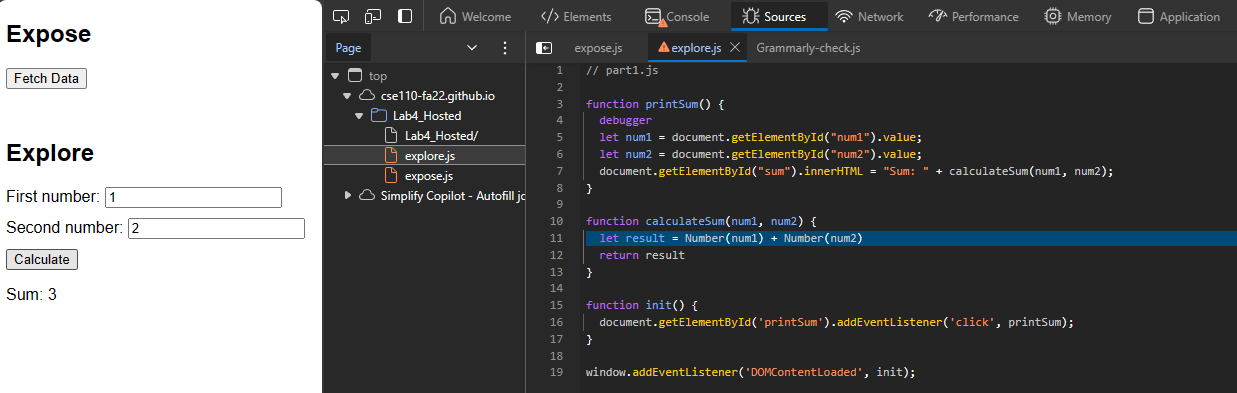 Expose
Fetch Data
Explore
First number: 1
Second number: 2
Calculate
Sum: 3
Welcome Elements Console Sources Network Performance Memory Application
Page
top
cse110-fa22.github.io
Lab4_Hosted
Lab4_Hosted/
explore.js
expose.js
Simplify Copilot - Autofill jo
expose.js explore.js Grammarly-check.js
1 // part1.js
2
3 function printSum() {
4 debugger
5 let num1 = document.getElementById("num1").value;
6 let num2 = document.getElementById("num2").value;
7 document.getElementById("sum").innerHTML = "Sum: " + calculateSum(num1, num2);
8 }
9
10 function calculateSum(num1, num2) {
11 let result = Number(num1) + Number(num2)
12 return result
13 }
14
15 function init() {
16 document.getElementById('printSum').addEventListener('click', printSum);
17 }
18
19 window.addEventListener('DOMContentLoaded', init);